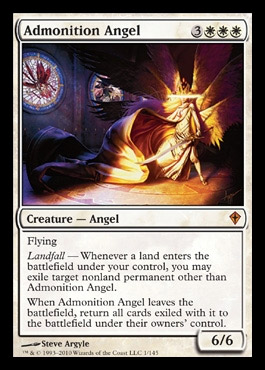 Admonition Angel 3
Creature — Angel
Flying
Landfall — Whenever a land enters the
battlefield under your control, you may
exile target nonland permanent other than
Admonition Angel.
When Admonition Angel leaves the
battlefield, return all cards exiled with it to
the battlefield under their owners' control.
6/6
Steve Argyle
™ & © 1993–2010 Wizards of the Coast LLC 1/145